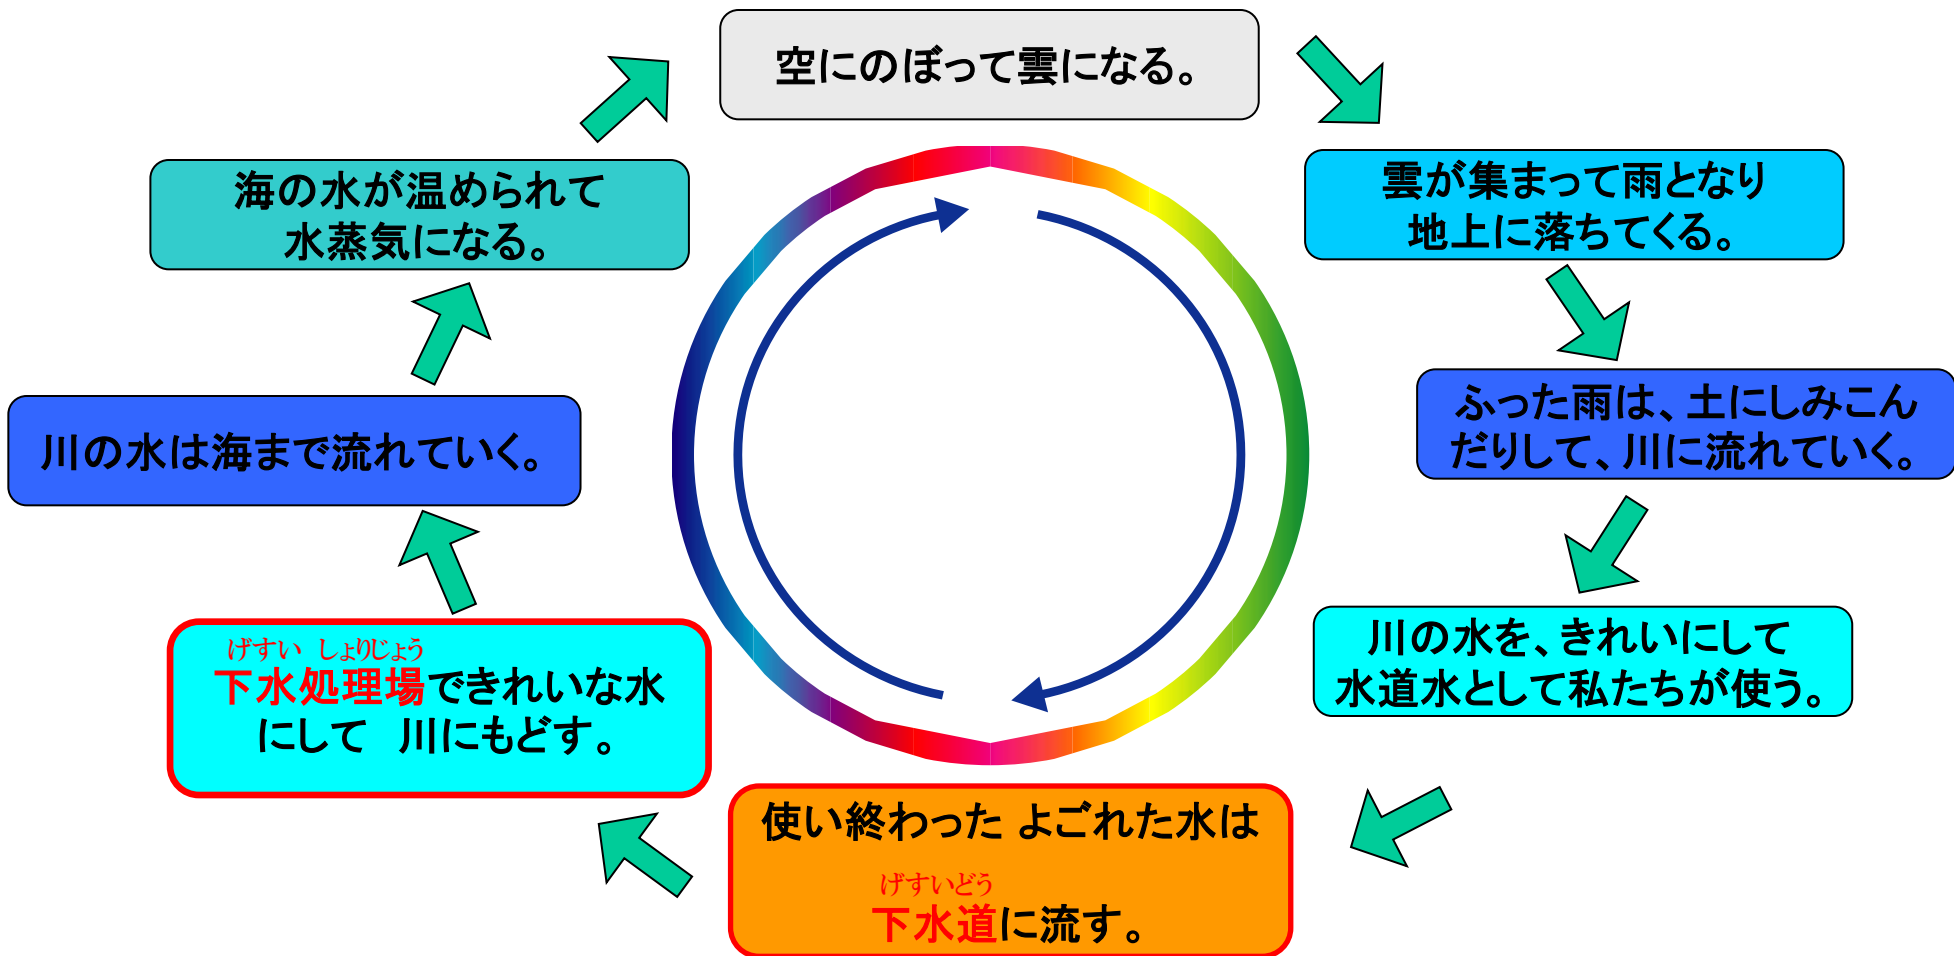 空にのぼって雲になる。
雲が集まって雨となり
地上に落ちてくる。
ふった雨は、土にしみこん
だりして、川に流れていく。
川の水を、きれいにして
水道水として私たちが使う。
使い終わった よごれた水は
げすいどう
下水道に流す。
げすい しょりじょう
下水処理場できれいな水
にして　川にもどす。
川の水は海まで流れていく。
海の水が温められて
水蒸気になる。